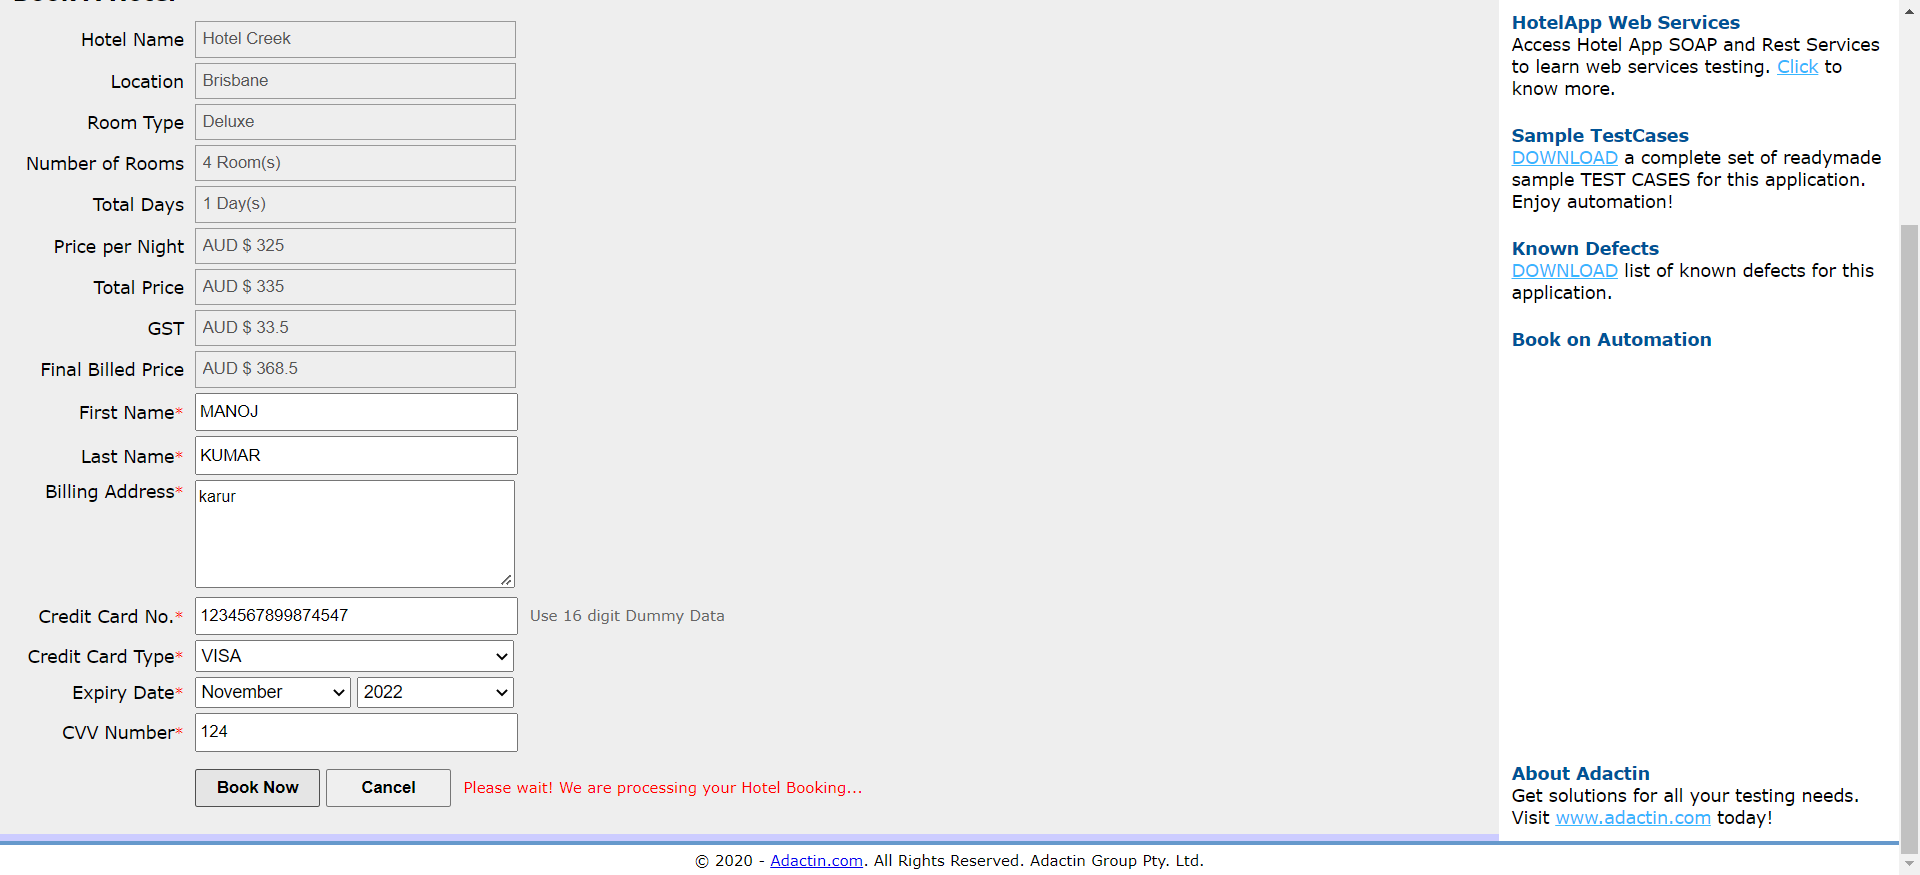 Hotel Name Hotel Creek
Location Brisbane
Room Type Deluxe
Number of Rooms 4 Room(s)
Total Days 1 Day(s)
Price per Night AUD $ 325
Total Price AUD $ 335
GST AUD $ 33.5
Final Billed Price AUD $ 368.5
First Name* MANOJ
Last Name* KUMAR
Billing Address* karur
Credit Card No.* 1234567899874547 Use 16 digit Dummy Data
Credit Card Type* VISA
Expiry Date* November 2022
CVV Number* 124
Book Now Cancel Please wait! We are processing your Hotel Booking...
HotelApp Web Services
Access Hotel App SOAP and Rest Services
to learn web services testing. Click to
know more.
Sample TestCases
DOWNLOAD a complete set of readymade
sample TEST CASES for this application.
Enjoy automation!
Known Defects
DOWNLOAD list of known defects for this
application.
Book on Automation
About Adactin
Get solutions for all your testing needs.
Visit www.adactin.com today!
© 2020 - Adactin.com. All Rights Reserved. Adactin Group Pty. Ltd.